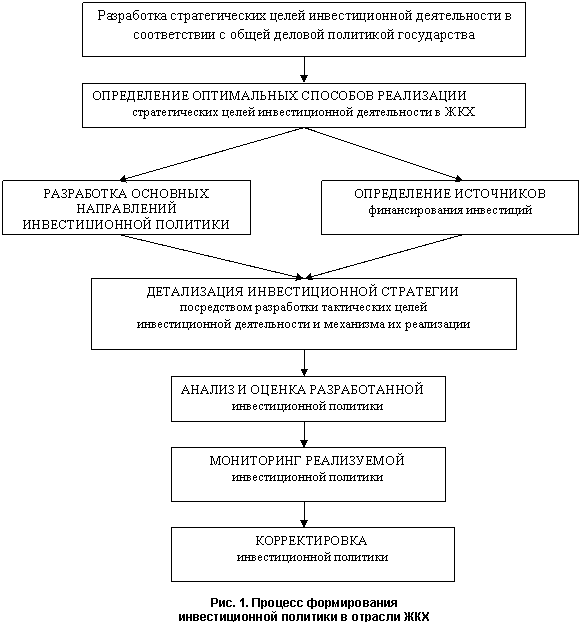 Разработка стратегических целей инвестиционной деятельности в
соответствии с общей деловой политикой государства
ОПРЕДЕЛЕНИЕ ОПТИМАЛЬНЫХ СПОСОБОВ РЕАЛИЗАЦИИ
стратегических целей инвестиционной деятельности в ЖКХ
РАЗРАБОТКА ОСНОВНЫХ
НАПРАВЛЕНИЙ
ИНВЕСТИЦИОННОЙ ПОЛИТИКИ
ОПРЕДЕЛЕНИЕ ИСТОЧНИКОВ
финансирования инвестиций
ДЕТАЛИЗАЦИЯ ИНВЕСТИЦИОННОЙ СТРАТЕГИИ
посредством разработки тактических целей
инвестиционной деятельности и механизма их реализации
АНАЛИЗ И ОЦЕНКА РАЗРАБОТАННОЙ
инвестиционной политики
МОНИТОРИНГ РЕАЛИЗУЕМОЙ
инвестиционной политики
КОРРЕКТИРОВКА
инвестиционной политики
Рис. 1. Процесс формирования
инвестиционной политики в отрасли ЖКХ